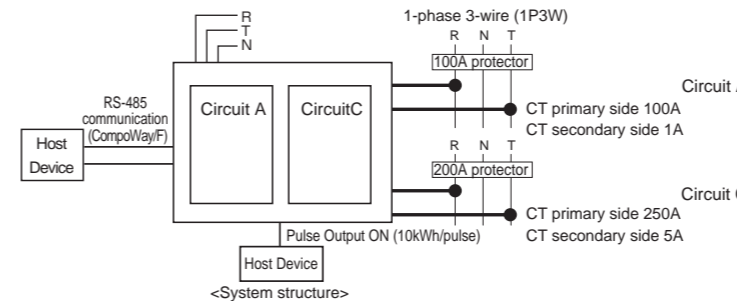 R
T
N
1-phase 3-wire (1P3W)
R N T
100A protector
Circuit
Circuit A
CircuitC
CT primary side 100A
CT secondary side 1A
RS-485
communication
(CompoWay/F)
Host
Device
R N T
200A protector
Circuit
CT primary side 250A
CT secondary side 5A
Pulse Output ON (10kWh/pulse)
Host Device
<System structure>